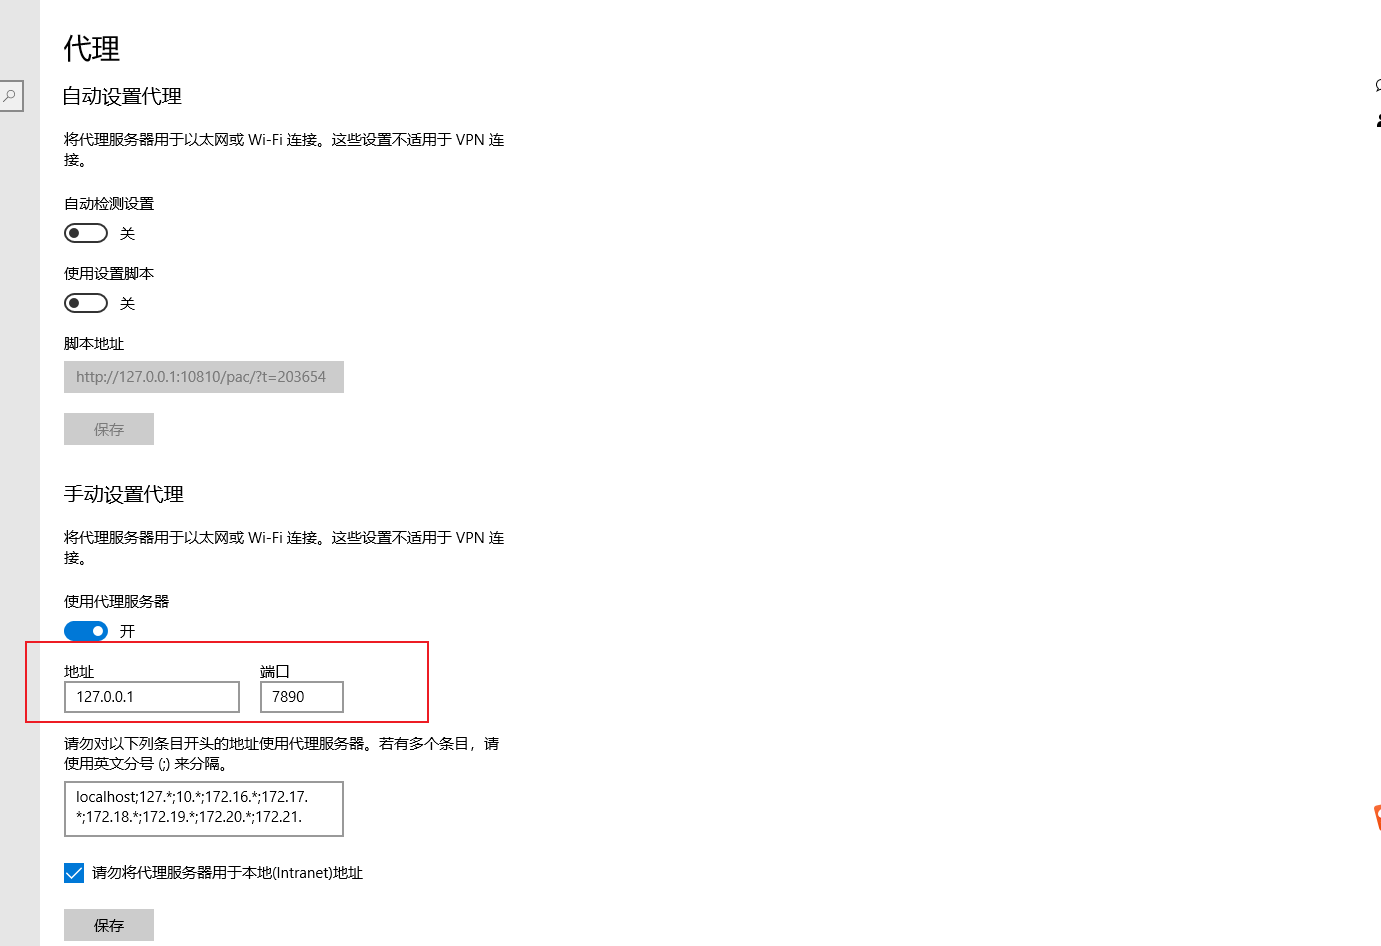 代理
自动设置代理
将代理服务器用于以太网或 Wi-Fi 连接。这些设置不适用于 VPN 连
接。
自动检测设置
关
使用设置脚本
关
脚本地址
http://127.0.0.1:10810/pac/?t=203654
保存
手动设置代理
将代理服务器用于以太网或 Wi-Fi 连接。这些设置不适用于 VPN 连
接。
使用代理服务器
开
地址 端口
127.0.0.1 7890
请勿对以下列条目开头的地址使用代理服务器。若有多个条目，请
使用英文分号 (;) 来分隔。
localhost;127.*;10.*;172.16.*;172.17.
*;172.18.*;172.19.*;172.20.*;172.21.
请勿将代理服务器用于本地(Intranet)地址
保存